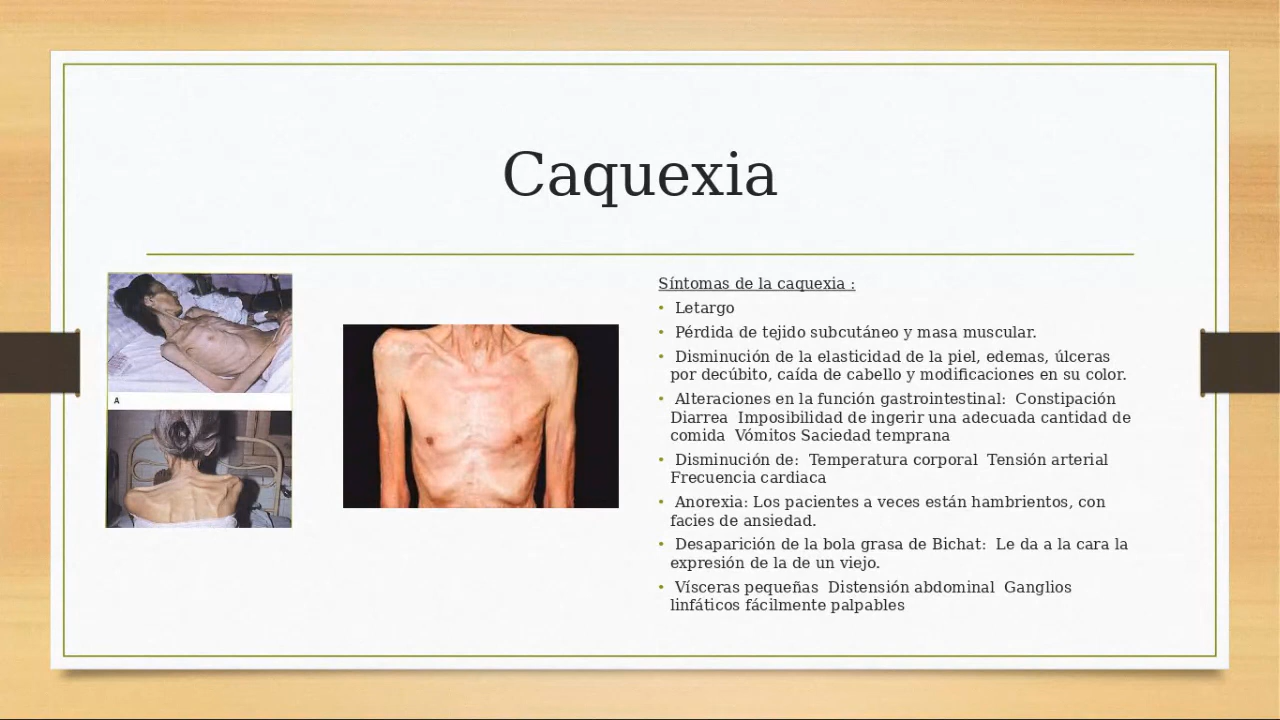 Caquexia
A
Síntomas de la caquexia :
• Letargo
• Pérdida de tejido subcutáneo y masa muscular.
• Disminución de la elasticidad de la piel, edemas, úlceras
por decúbito, caída de cabello y modificaciones en su color.
• Alteraciones en la función gastrointestinal:  Constipación
Diarrea  Imposibilidad de ingerir una adecuada cantidad de
comida  Vómitos Saciedad temprana
• Disminución de:  Temperatura corporal  Tensión arterial
Frecuencia cardiaca
• Anorexia: Los pacientes a veces están hambrientos, con
facies de ansiedad.
• Desaparición de la bola grasa de Bichat:  Le da a la cara la
expresión de la de un viejo.
• Vísceras pequeñas  Distensión abdominal  Ganglios
linfáticos fácilmente palpables